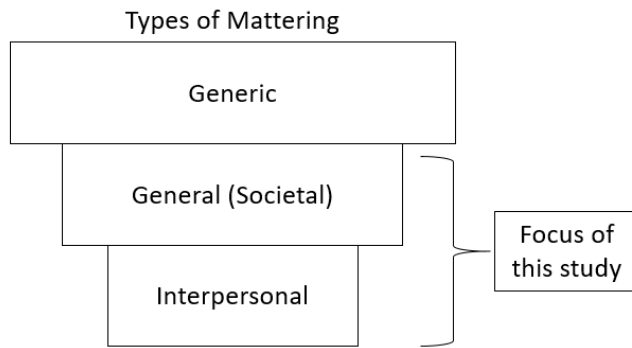 Types of Mattering
Generic
General (Societal)
Focus of
this study
Interpersonal